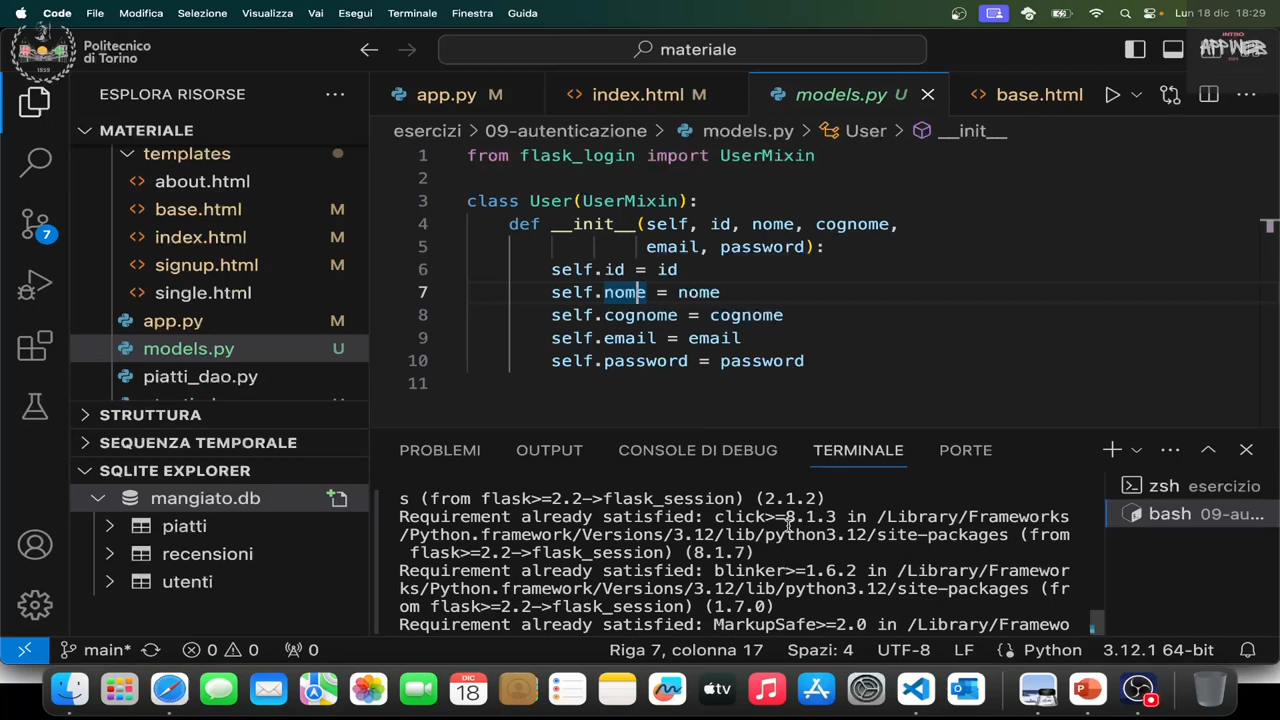 Code File Modifica Selezione Visualizza Vai Esegui Terminale Finestra Guida Lun 18 dic 18:29
Politecnico
di Torino
1859
materiale
INTRO
APPWEB
ESPLORA RISORSE
app.py M
index.html M
models.py U
base.html
MATERIALE
templates
about.html
base.html M
index.html M
signup.html M
single.html
app.py M
models.py U
piatti_dao.py
STRUTTURA
SEQUENZA TEMPORALE
SQLITE EXPLORER
mangiato.db
piatti
recensioni
utenti
7
esercizi > 09-autenticazione > models.py > User > __init__
1 from flask_login import UserMixin
2
3 class User(UserMixin):
4 def __init__(self, id, nome, cognome,
5 email, password):
6 self.id = id
7 self.nome = nome
8 self.cognome = cognome
9 self.email = email
10 self.password = password
11
PROBLEMI OUTPUT CONSOLE DI DEBUG TERMINALE PORTE
s (from flask>=2.2->flask_session) (2.1.2)
Requirement already satisfied: click>=8.1.3 in /Library/Frameworks
/Python.framework/Versions/3.12/lib/python3.12/site-packages (from
flask>=2.2->flask_session) (8.1.7)
Requirement already satisfied: blinker>=1.6.2 in /Library/Framewor
ks/Python.framework/Versions/3.12/lib/python3.12/site-packages (fr
om flask>=2.2->flask_session) (1.7.0)
Requirement already satisfied: MarkupSafe>=2.0 in /Library/Framewo
zsh esercizio
bash 09-au...
main* 0 0 0 Riga 7, colonna 17 Spazi: 4 UTF-8 LF Python 3.12.1 64-bit
DIC
18
tv